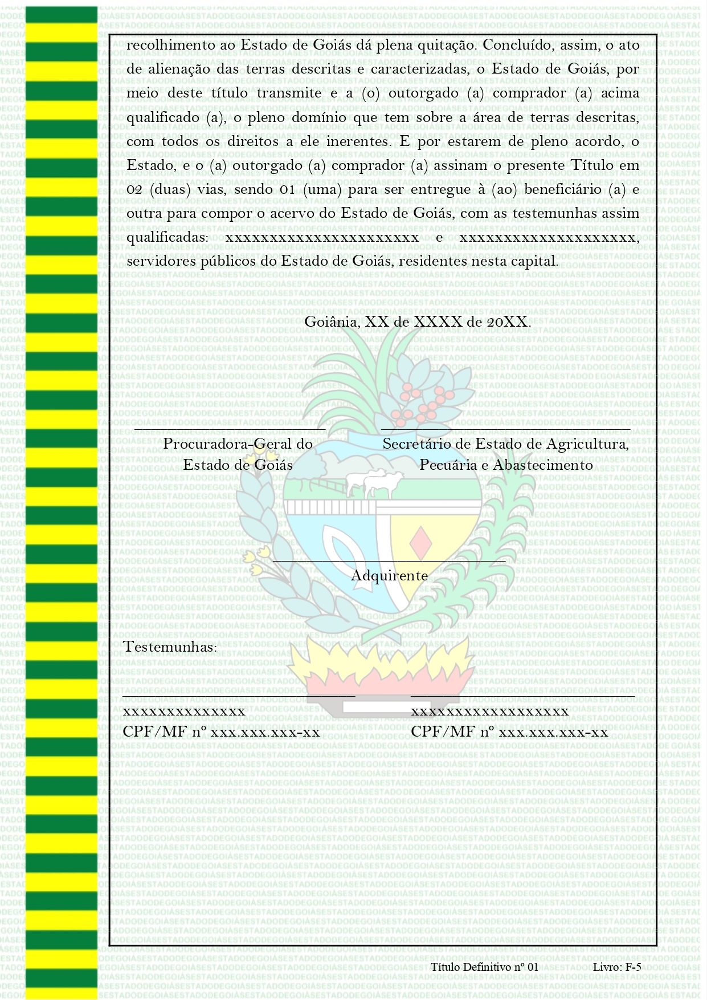 recolhimento ao Estado de Goiás dá plena quitação. Concluído, assim, o ato
de alienação das terras descritas e caracterizadas, o Estado de Goiás, por
meio deste título transmite e a (o) outorgado (a) comprador (a) acima
qualificado (a), o pleno domínio que tem sobre a área de terras descritas,
com todos os direitos a ele inerentes. E por estarem de pleno acordo, o
Estado, e o (a) outorgado (a) comprador (a) assinam o presente Título em
02 (duas) vias, sendo 01 (uma) para ser entregue à (ao) beneficiário (a) e
outra para compor o acervo do Estado de Goiás, com as testemunhas assim
qualificadas: xxxxxxxxxxxxxxxxxxxxxx e xxxxxxxxxxxxxxxxxxxx,
servidores públicos do Estado de Goiás, residentes nesta capital.
Goiânia, XX de XXXX de 20XX.
Procuradora-Geral do
Estado de Goiás
Secretário de Estado de Agricultura,
Pecuária e Abastecimento
Adquirente
Testemunhas:
xxxxxxxxxxxxxx
CPF/MF nº xxx.xxx.xxx-xx
xxxxxxxxxxxxxxxxxx
CPF/MF nº xxx.xxx.xxx-xx
Título Definitivo nº 01 Livro: F-5